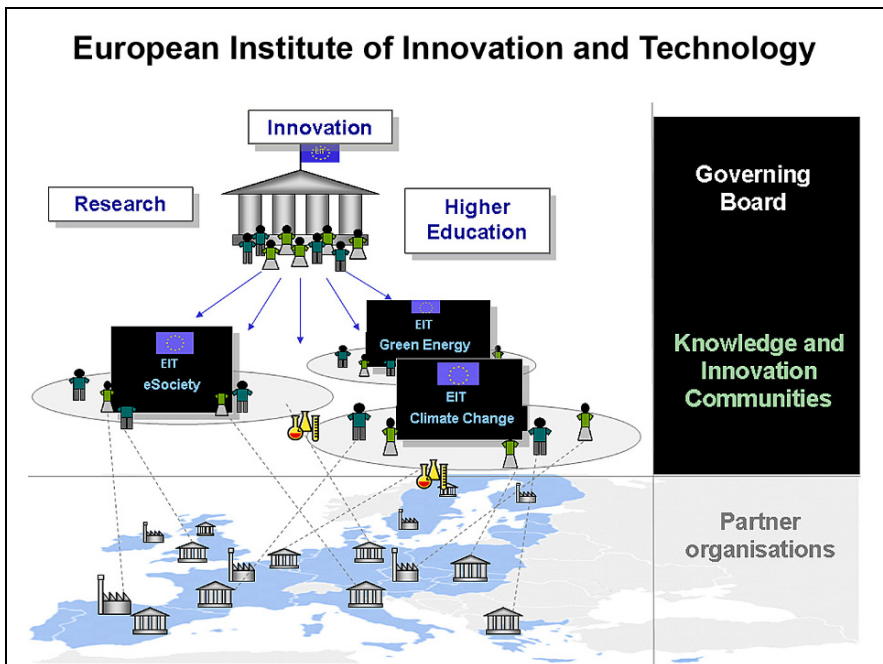 European Institute of Innovation and Technology
Innovation
EIT
Research
Higher
Education
Governing
Board
EIT
Green Energy
EIT
eSociety
EIT
Climate Change
Knowledge and
Innovation
Communities
Partner
organisations